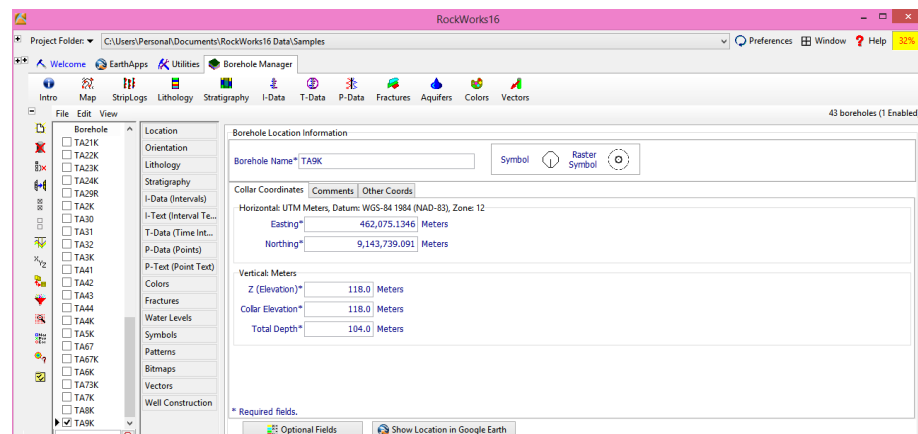 RockWorks16
Project Folder: C:\Users\Personal\Documents\RockWorks16 Data\Samples Preferences Window Help 32%
Welcome EarthApps Utilities Borehole Manager
Intro Map StripLogs Lithology Stratigraphy I-Data T-Data P-Data Fractures Aquifers Colors Vectors
File Edit View 43 boreholes (1 Enabled
Borehole
TA21K
TA22K
TA23K
TA24K
TA29R
TA2K
TA30
TA31
TA32
TA3K
TA41
TA42
TA43
TA44
TA4K
TA5K
TA67
TA67K
TA6K
TA73K
TA7K
TA8K
TA9K
Location
Orientation
Lithology
Stratigraphy
I-Data (Intervals)
I-Text (Interval Te...
T-Data (Time Int...
P-Data (Points)
P-Text (Point Text)
Colors
Fractures
Water Levels
Symbols
Patterns
Bitmaps
Vectors
Well Construction
Borehole Location Information
Borehole Name* TA9K Symbol Raster
Symbol
Collar Coordinates Comments Other Coords
Horizontal: UTM Meters, Datum: WGS-84 1984 (NAD-83), Zone: 12
Easting* 462,075.1346 Meters
Northing* 9,143,739.091 Meters
Vertical: Meters
Z (Elevation)* 118.0 Meters
Collar Elevation* 118.0 Meters
Total Depth* 104.0 Meters
* Required fields.
Optional Fields Show Location in Google Earth